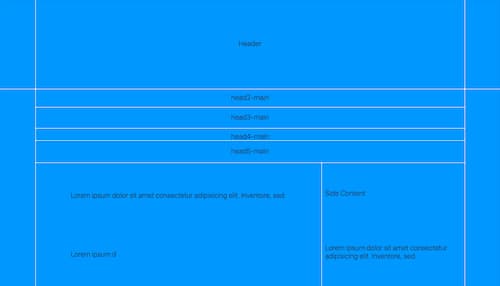 Header
head2-main
head3-main
head4-main
head5-main
Lorem ipsum dolor sit amet consectetur adipisicing elit. Inventore, sed.
Side Content
Lorem ipsum d
Lorem ipsum dolor sit amet consectetur
adipisicing elit. Inventore, sed.